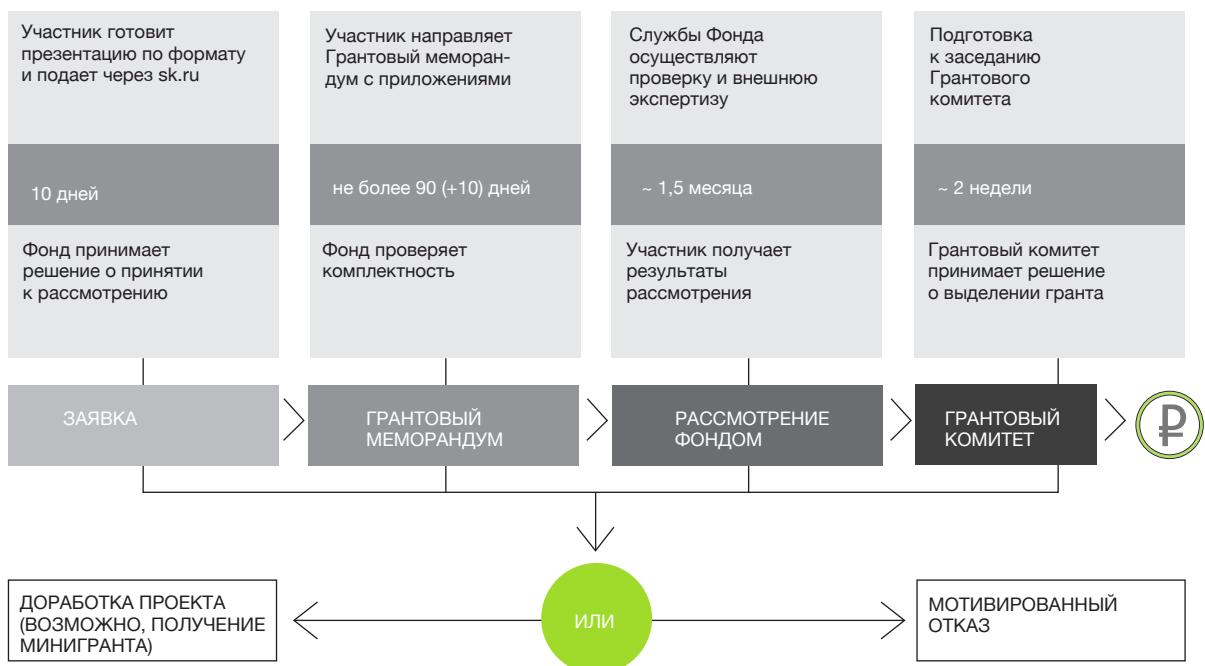 Участник готовит
презентацию по формату
и подает через sk.ru
10 дней
Фонд принимает
решение о принятии
к рассмотрению
Участник направляет
Грантовый меморан-
дум с приложениями
не более 90 (+10) дней
Фонд проверяет
комплектность
Службы Фонда
осуществляют
проверку и внешнюю
экспертизу
~ 1,5 месяца
Участник получает
результаты
рассмотрения
Подготовка
к заседанию
Грантового
комитета
~ 2 недели
Грантовый комитет
принимает решение
о выделении гранта
ЗАЯВКА
ГРАНТОВЫЙ
МЕМОРАНДУМ
РАССМОТРЕНИЕ
ФОНДОМ
ГРАНТОВЫЙ
КОМИТЕТ
₽
ДОРАБОТКА ПРОЕКТА
(ВОЗМОЖНО, ПОЛУЧЕНИЕ
МИНИГРАНТА)
ИЛИ
МОТИВИРОВАННЫЙ
ОТКАЗ